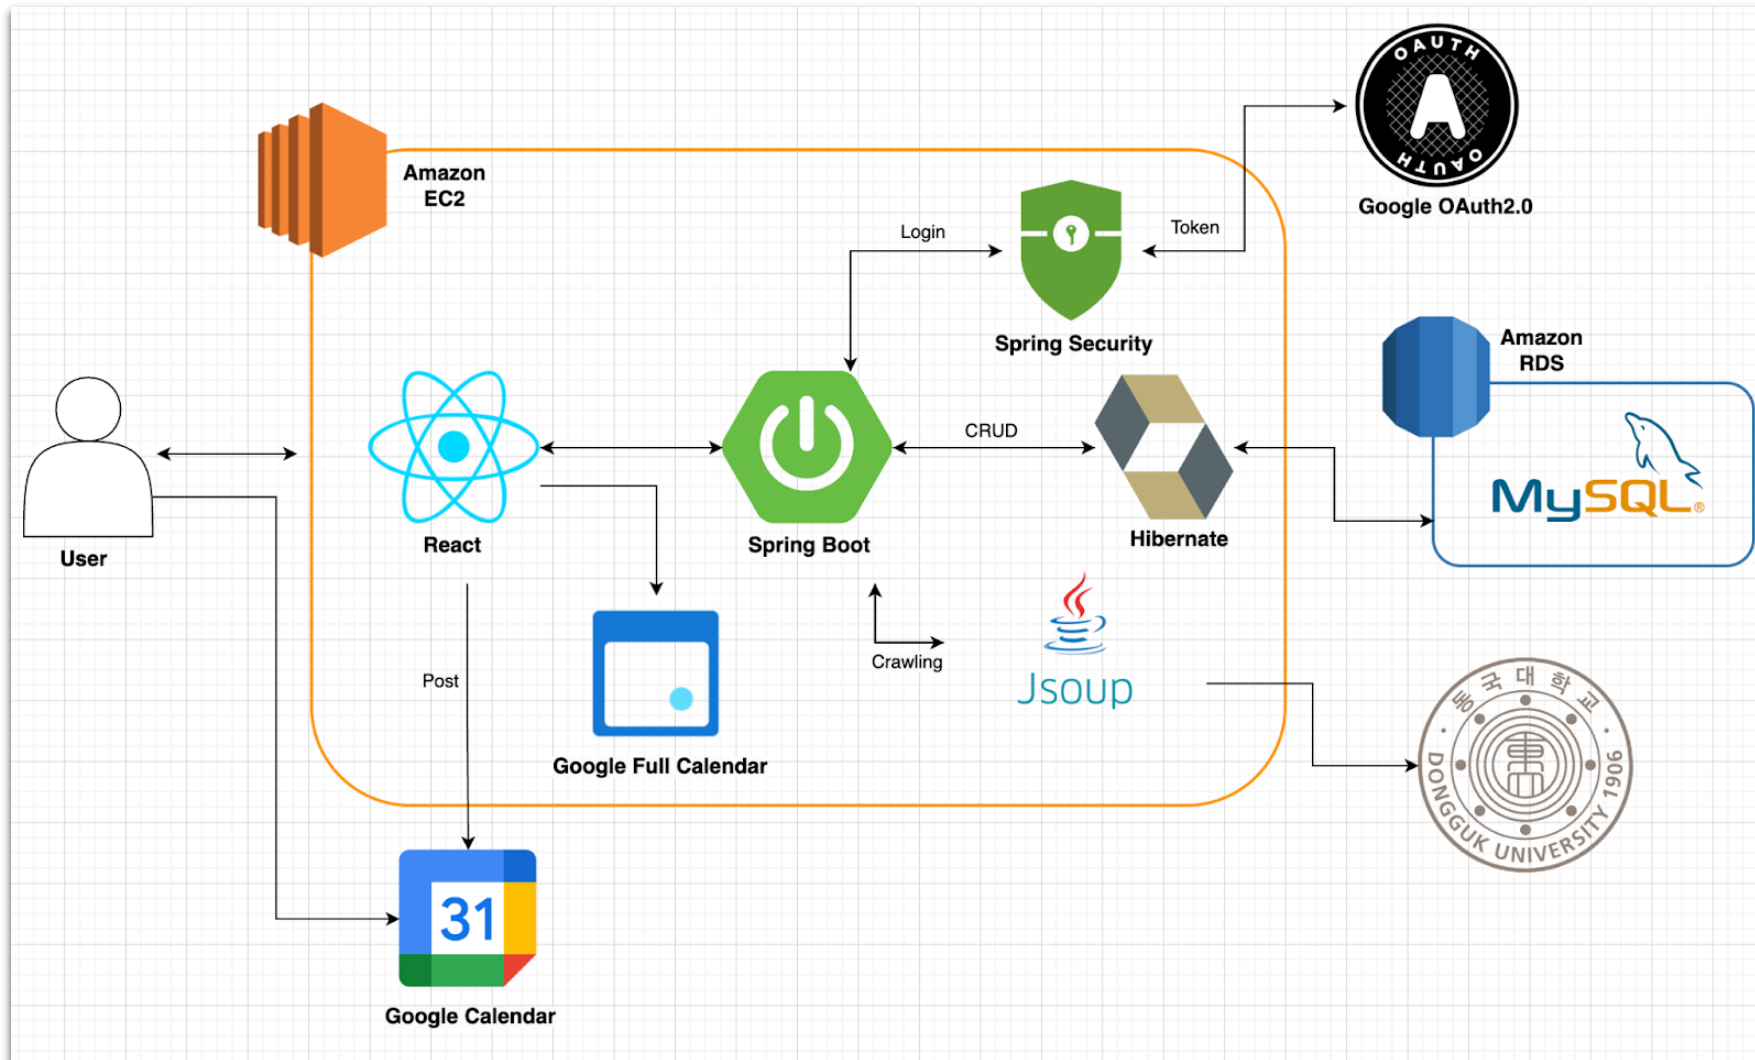 OAUTH
OAUTH
Google OAuth2.0
Amazon
EC2
Login
Token
Spring Security
Amazon
RDS
CRUD
MySQL®
User
React
Spring Boot
Hibernate
Crawling
Jsoup
Post
Google Full Calendar
동국대학교
DONGGUK UNIVERSITY 1906
31
Google Calendar